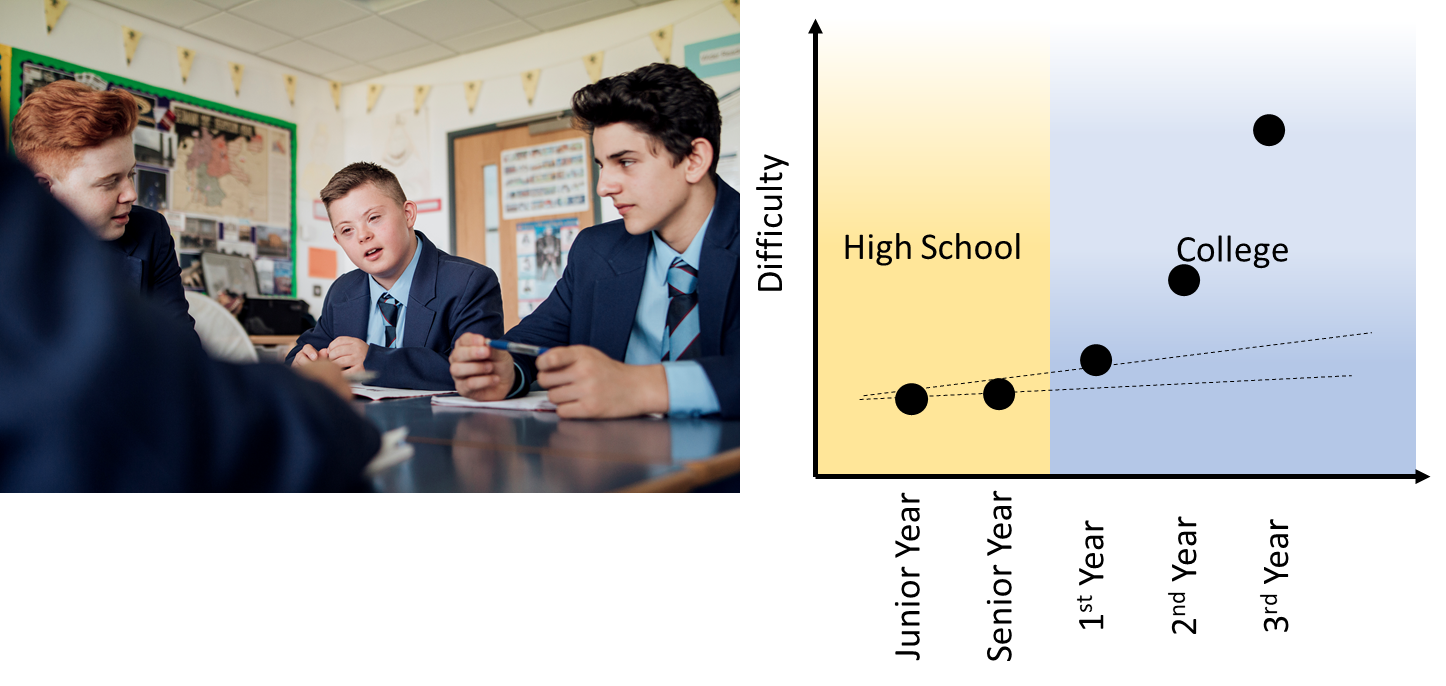 Difficulty
High School
College
Junior Year
Senior Year
1st Year
2nd Year
3rd Year